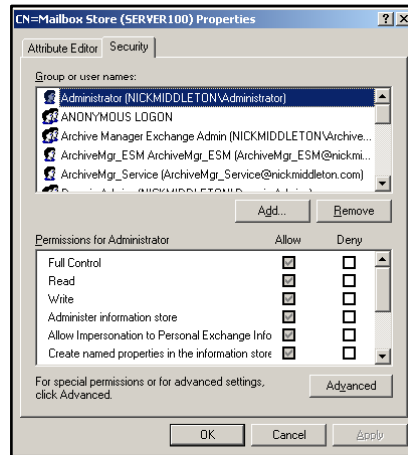 CN=Mailbox Store (SERVER100) Properties
Attribute Editor Security
Group or user names:
Administrator (NICKMIDDLETON\Administrator)
ANONYMOUS LOGON
Archive Manager Exchange Admin (NICKMIDDLETON\Archive...
ArchiveMgr_ESM ArchiveMgr_ESM (ArchiveMgr_ESM@nickmi...
ArchiveMgr_Service (ArchiveMgr_Service@nickmiddleton.com)
Add... Remove
Permissions for Administrator Allow Deny
Full Control
Read
Write
Administer information store
Allow Impersonation to Personal Exchange Info
Create named properties in the information store
For special permissions or for advanced settings,
click Advanced.
Advanced
OK Cancel Apply